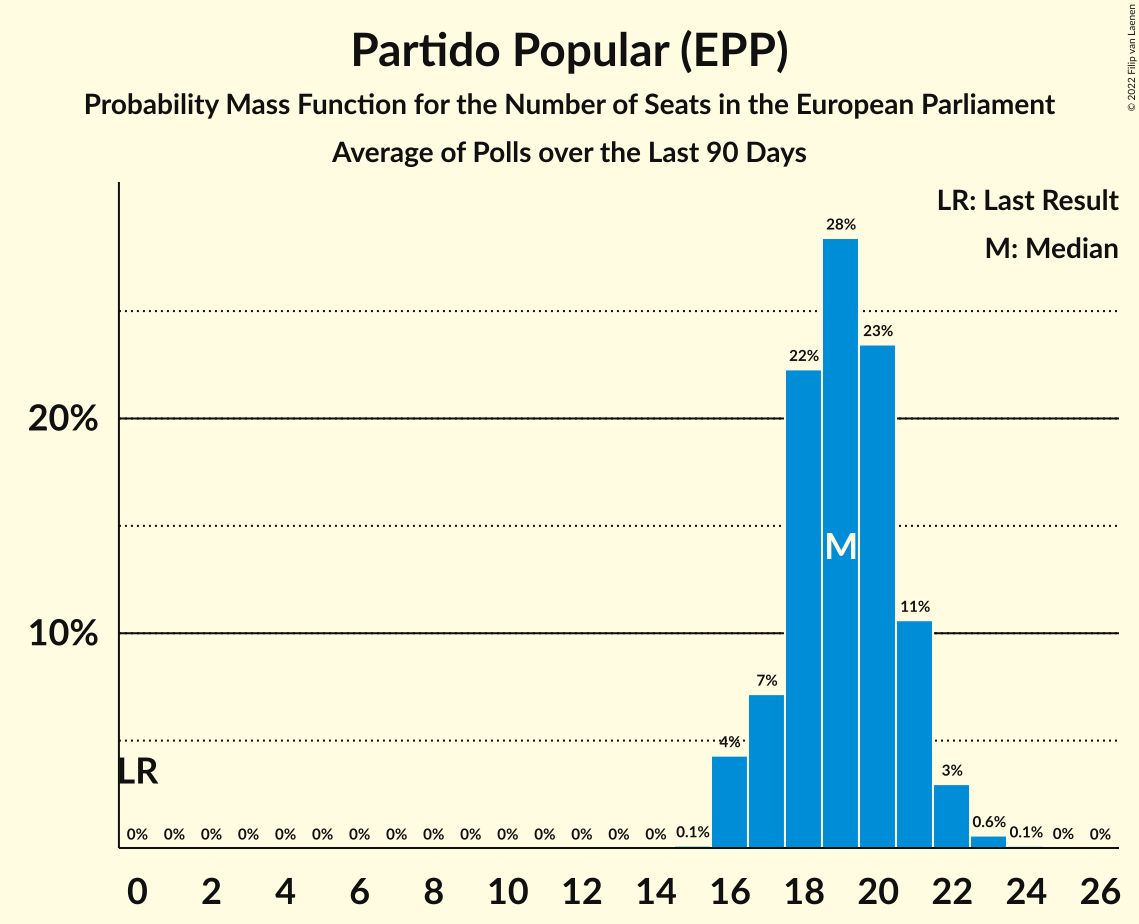 Partido Popular (EPP)
Probability Mass Function for the Number of Seats in the European Parliament
Average of Polls over the Last 90 Days
© 2022 Filip van Laenen
LR: Last Result
M: Median
28%
23%
22%
20%
M
11%
10%
7%
4%
LR
3%
0% 0% 0% 0% 0% 0% 0% 0% 0% 0% 0% 0% 0% 0% 0% 0.1% 0.6% 0.1% 0% 0%
0 2 4 6 8 10 12 14 16 18 20 22 24 26